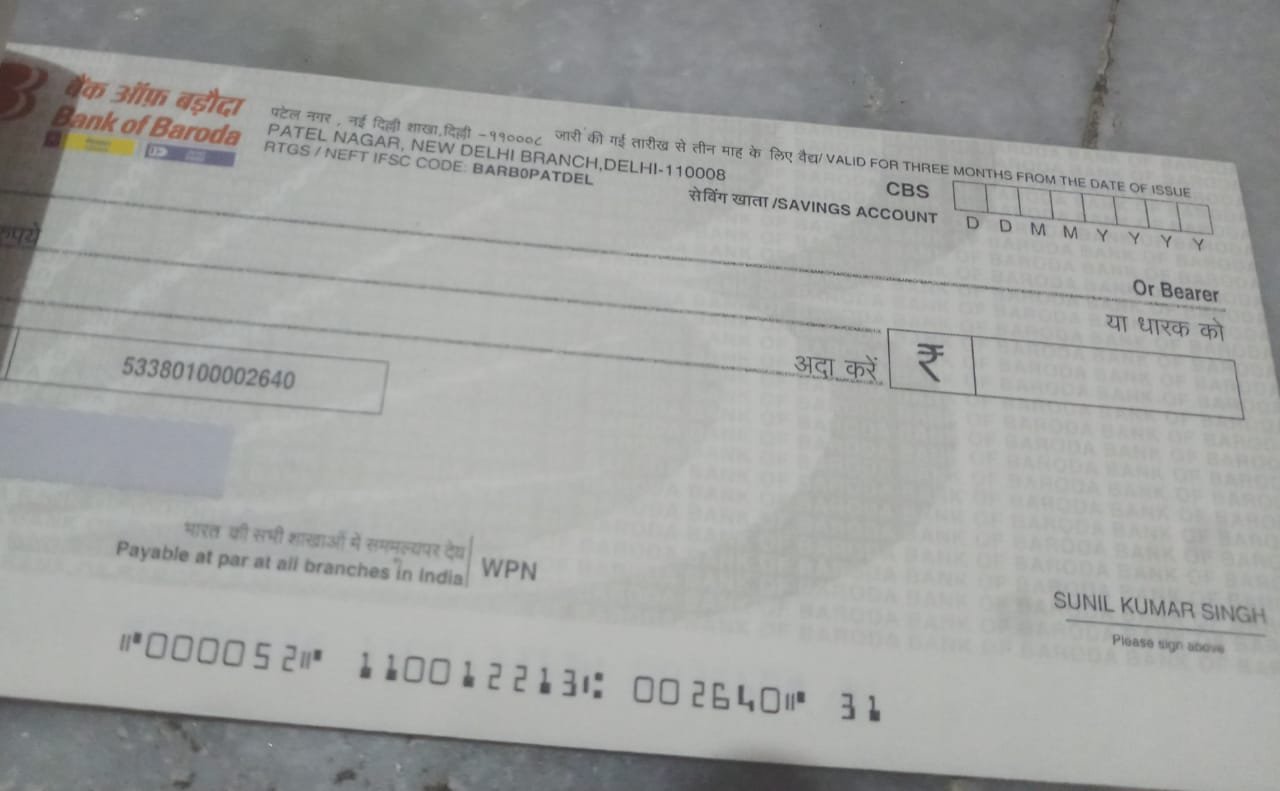 बैंक ऑफ़ बड़ौदा
Bank of Baroda
पटेल नगर , नई दिल्ली शाखा,दिल्ली -११०००८ जारी की गई तारीख से तीन माह के लिए वैद्य/ VALID FOR THREE MONTHS FROM THE DATE OF ISSUE
PATEL NAGAR, NEW DELHI BRANCH,DELHI-110008
RTGS / NEFT IFSC CODE: BARB0PATDEL
CBS
सेविंग खाता /SAVINGS ACCOUNT
D D M M Y Y Y Y
रुपये
Or Bearer
या धारक को
अदा करें
₹
53380100002640
भारत की सभी शाखाओं में सममूल्यपर देय
Payable at par at all branches in India
WPN
SUNIL KUMAR SINGH
Please sign above
⑈000052⑈ 110012213⑆ 002640⑈ 31